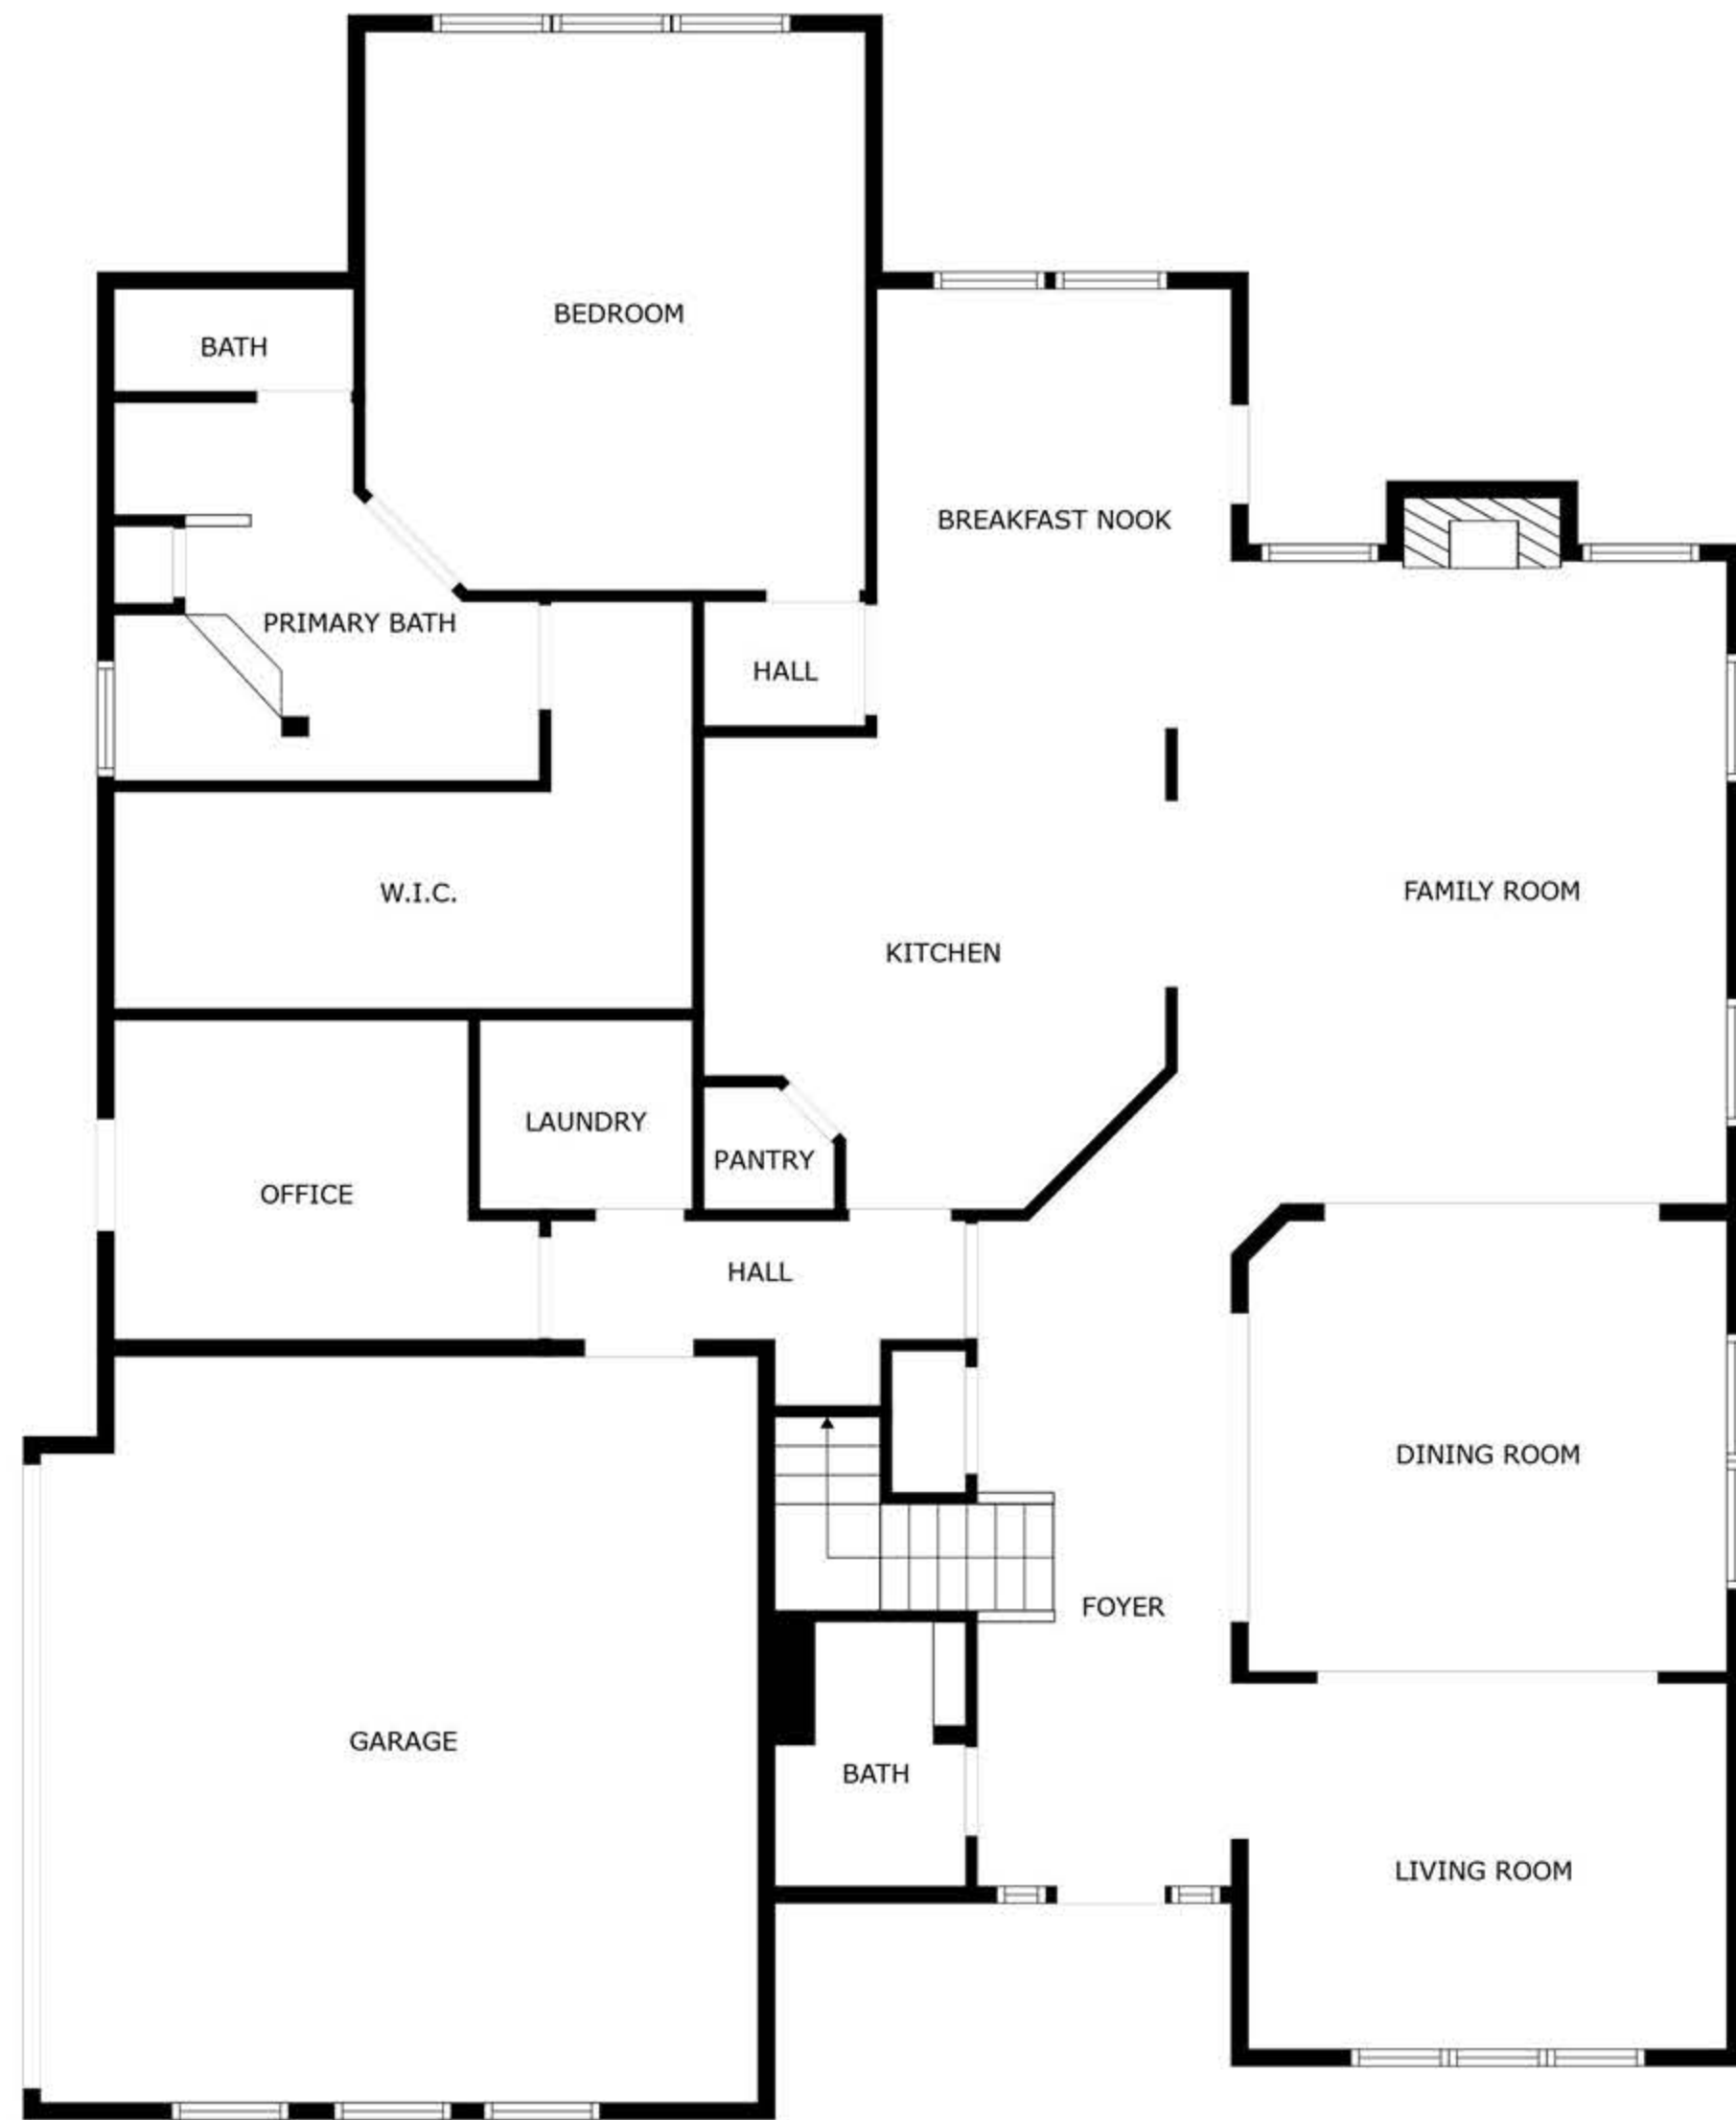 BEDROOM
BATH
BREAKFAST NOOK
PRIMARY BATH
HALL
W.I.C.
FAMILY ROOM
KITCHEN
LAUNDRY
PANTRY
OFFICE
HALL
DINING ROOM
FOYER
GARAGE
BATH
LIVING ROOM